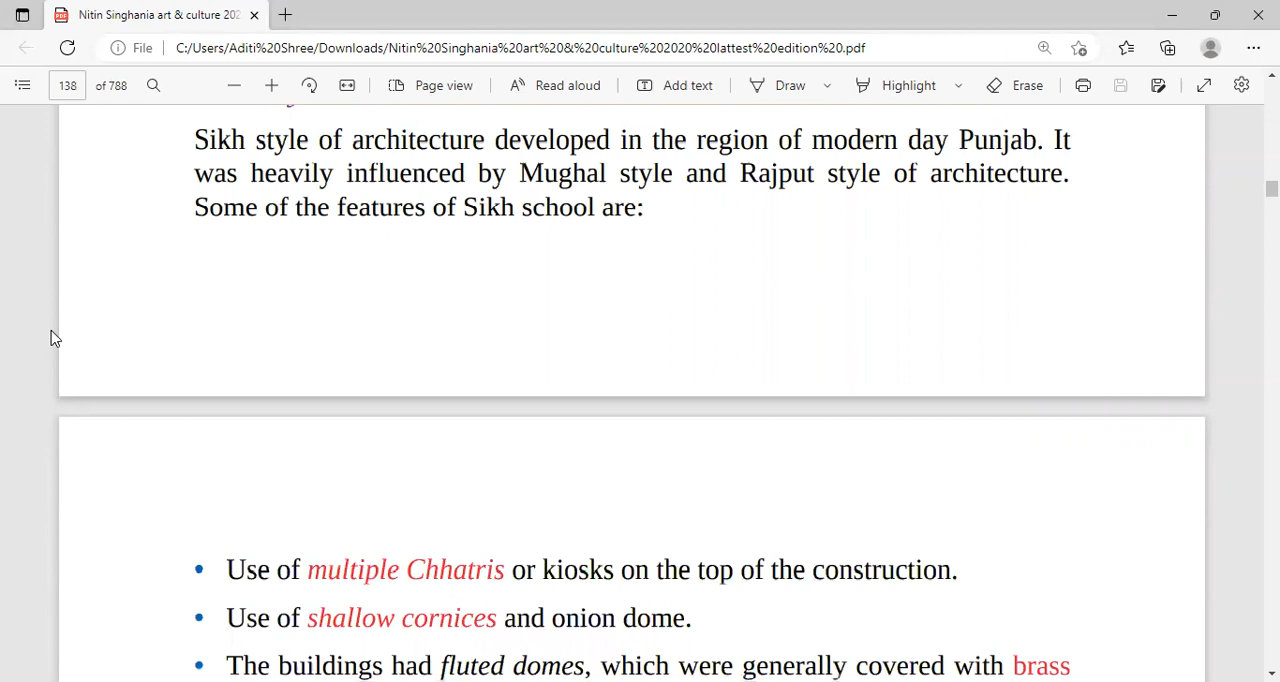 Nitin Singhania art & culture 202
File
C:/Users/Aditi%20Shree/Downloads/Nitin%20Singhania%20art%20&%20culture%202020%20lattest%20edition%20.pdf
138 of 788
Page view
Read aloud
Add text
Draw
Highlight
Erase
Sikh style of architecture developed in the region of modern day Punjab. It
was heavily influenced by Mughal style and Rajput style of architecture.
Some of the features of Sikh school are:
• Use of multiple Chhatris or kiosks on the top of the construction.
• Use of shallow cornices and onion dome.
• The buildings had fluted domes, which were generally covered with brass